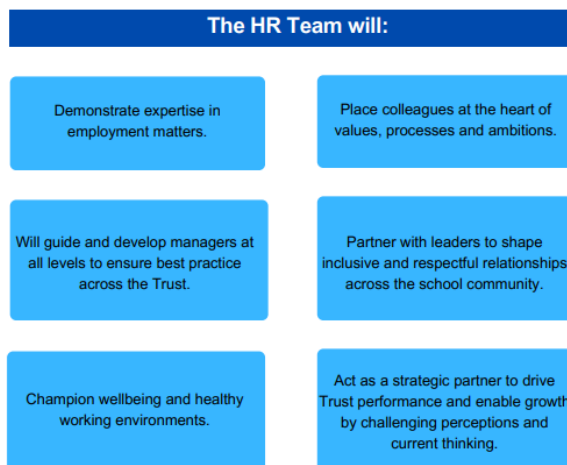 The HR Team will:
Demonstrate expertise in
employment matters.
Place colleagues at the heart of
values, processes and ambitions.
Will guide and develop managers at
all levels to ensure best practice
across the Trust.
Partner with leaders to shape
inclusive and respectful relationships
across the school community.
Champion wellbeing and healthy
working environments.
Act as a strategic partner to drive
Trust performance and enable growth
by challenging perceptions and
current thinking.